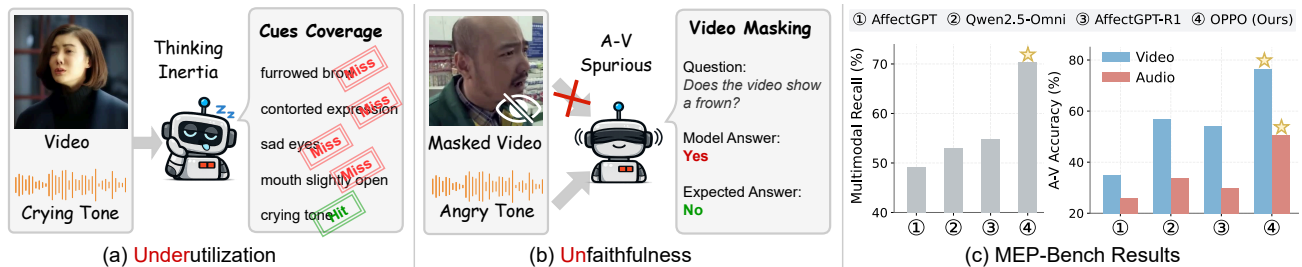 Video
Crying Tone
Thinking
Inertia
z z z
Cues Coverage
furrowed brow
Miss
contorted expression
Miss
sad eyes
Miss
mouth slightly open
Miss
crying tone
Hit
(a) Underutilization
Masked Video
Angry Tone
A-V
Spurious
Video Masking
Question:
Does the video show
a frown?
Model Answer:
Yes
Expected Answer:
No
(b) Unfaithfulness
① AffectGPT ② Qwen2.5-Omni ③ AffectGPT-R1 ④ OPPO (Ours)
Multimodal Recall (%)
70
60
50
40
① ② ③ ④
A-V Accuracy (%)
80
60
40
20
Video
Audio
① ② ③ ④
(c) MEP-Bench Results